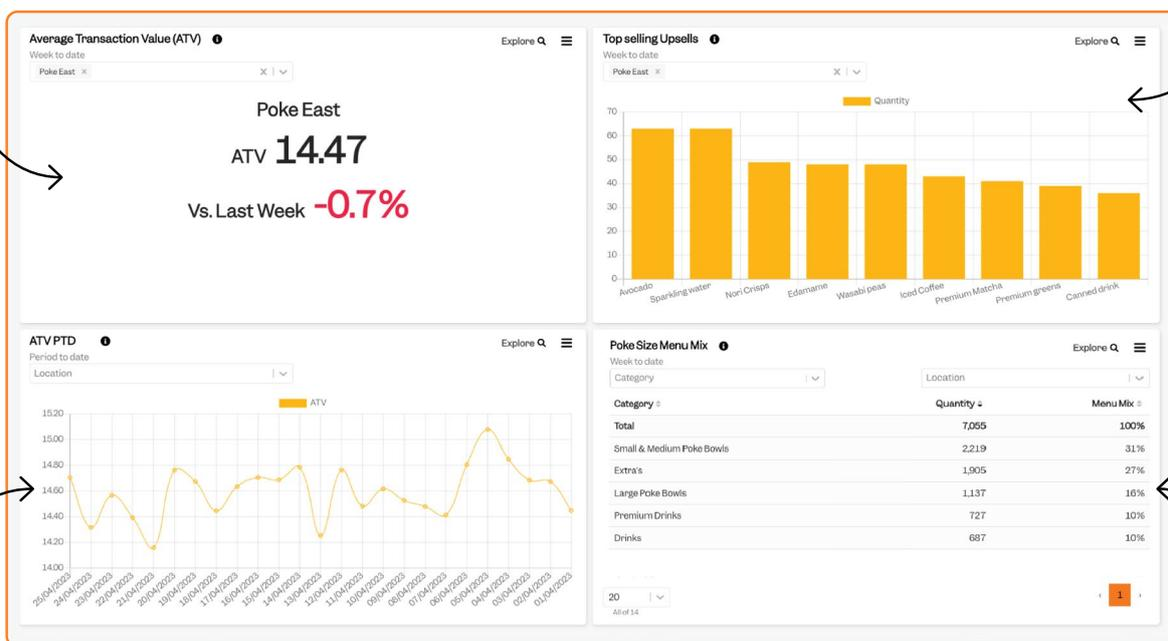 Average Transaction Value (ATV)
Explore
Week to date
Poke East ×
Poke East
ATV 14.47
Vs. Last Week -0.7%
Top selling Upsells
Explore
Week to date
Poke East ×
Quantity
70
60
50
40
30
20
10
0
Avocado
Sparkling water
Nori Crisps
Edamame
Wasabi peas
Iced Coffee
Premium Matcha
Premium greens
Canned drink
ATV PTD
Explore
Period to date
Location
ATV
15.20
15.00
14.80
14.60
14.40
14.20
14.00
25/04/2023
24/04/2023
23/04/2023
22/04/2023
21/04/2023
20/04/2023
19/04/2023
18/04/2023
17/04/2023
16/04/2023
15/04/2023
14/04/2023
13/04/2023
12/04/2023
11/04/2023
10/04/2023
09/04/2023
08/04/2023
07/04/2023
06/04/2023
05/04/2023
04/04/2023
03/04/2023
02/04/2023
01/04/2023
Poke Size Menu Mix
Explore
Week to date
Category
Location
Category Quantity Menu Mix
Total 7,055 100%
Small & Medium Poke Bowls 2,219 31%
Extra's 1,905 27%
Large Poke Bowls 1,137 16%
Premium Drinks 727 10%
Drinks 687 10%
20
All of 14
1